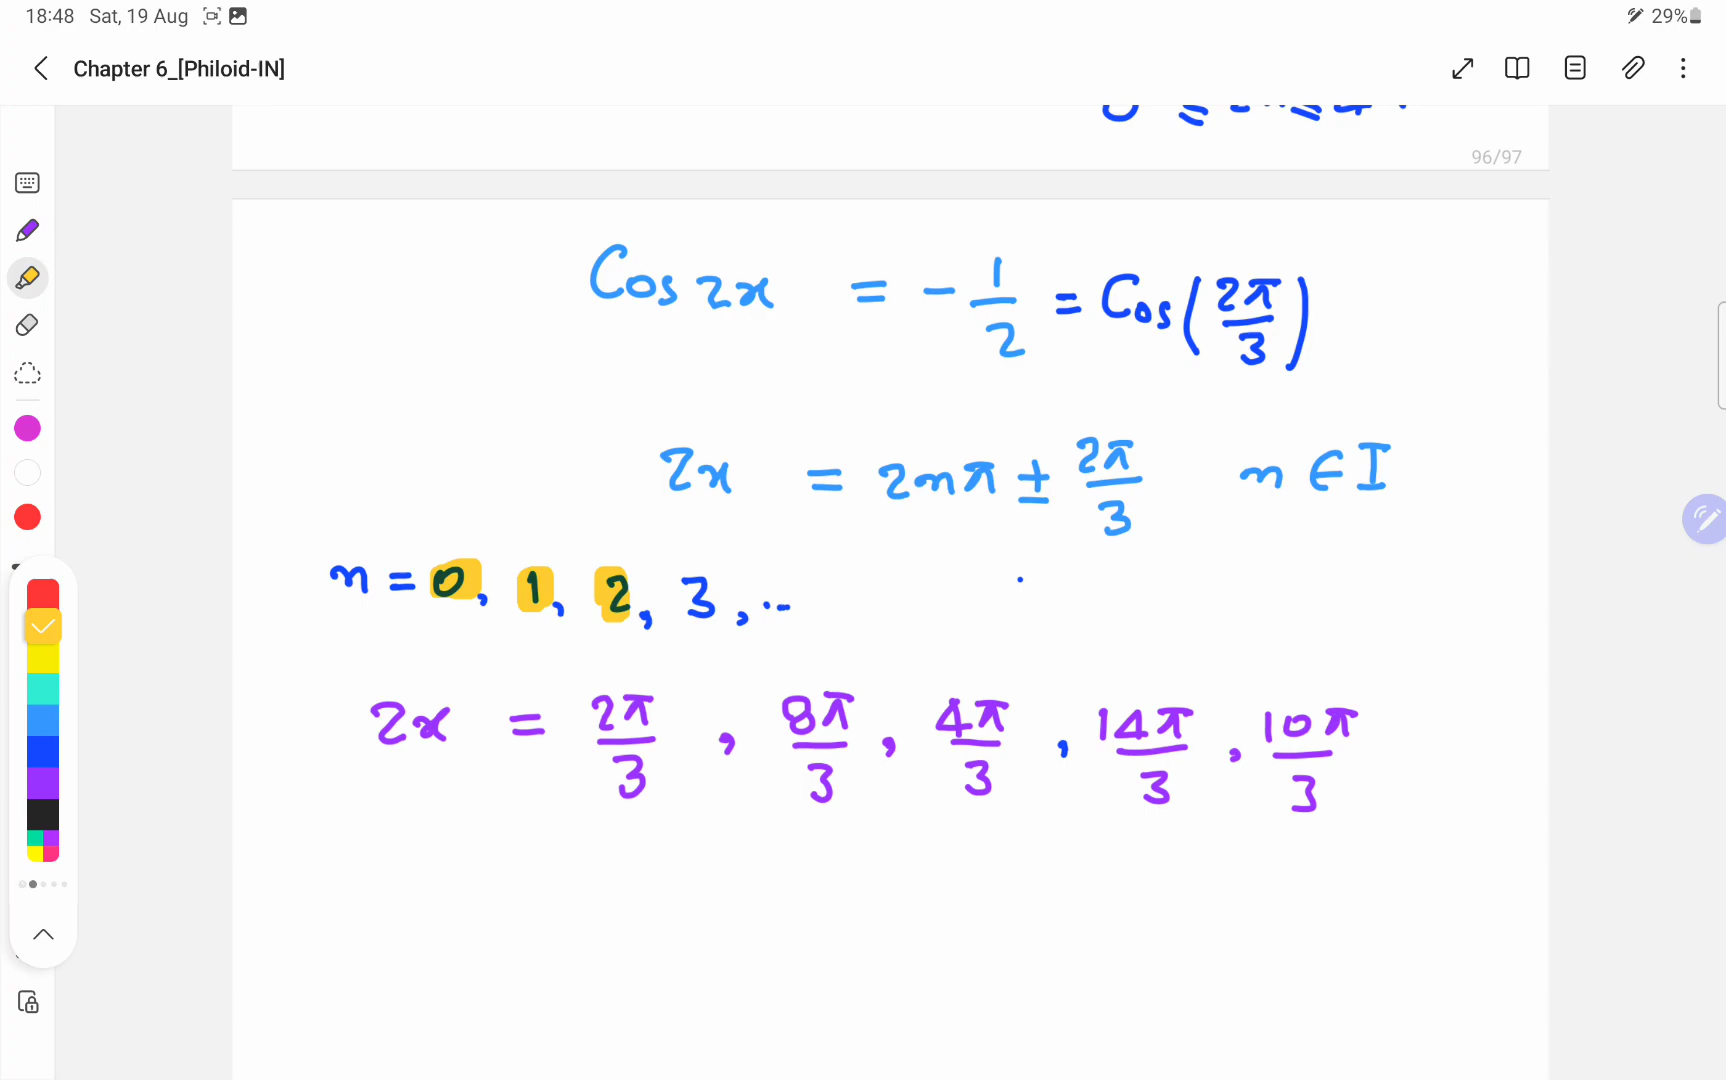 18:48 Sat, 19 Aug 29%
Chapter 6_[Philoid-IN]
96/97
Cos 2x = - 1/2 = Cos(2π/3)
2x = 2nπ ± 2π/3 n ∈ I
n = 0, 1, 2, 3, ..
2x = 2π/3, 8π/3, 4π/3, 14π/3, 10π/3